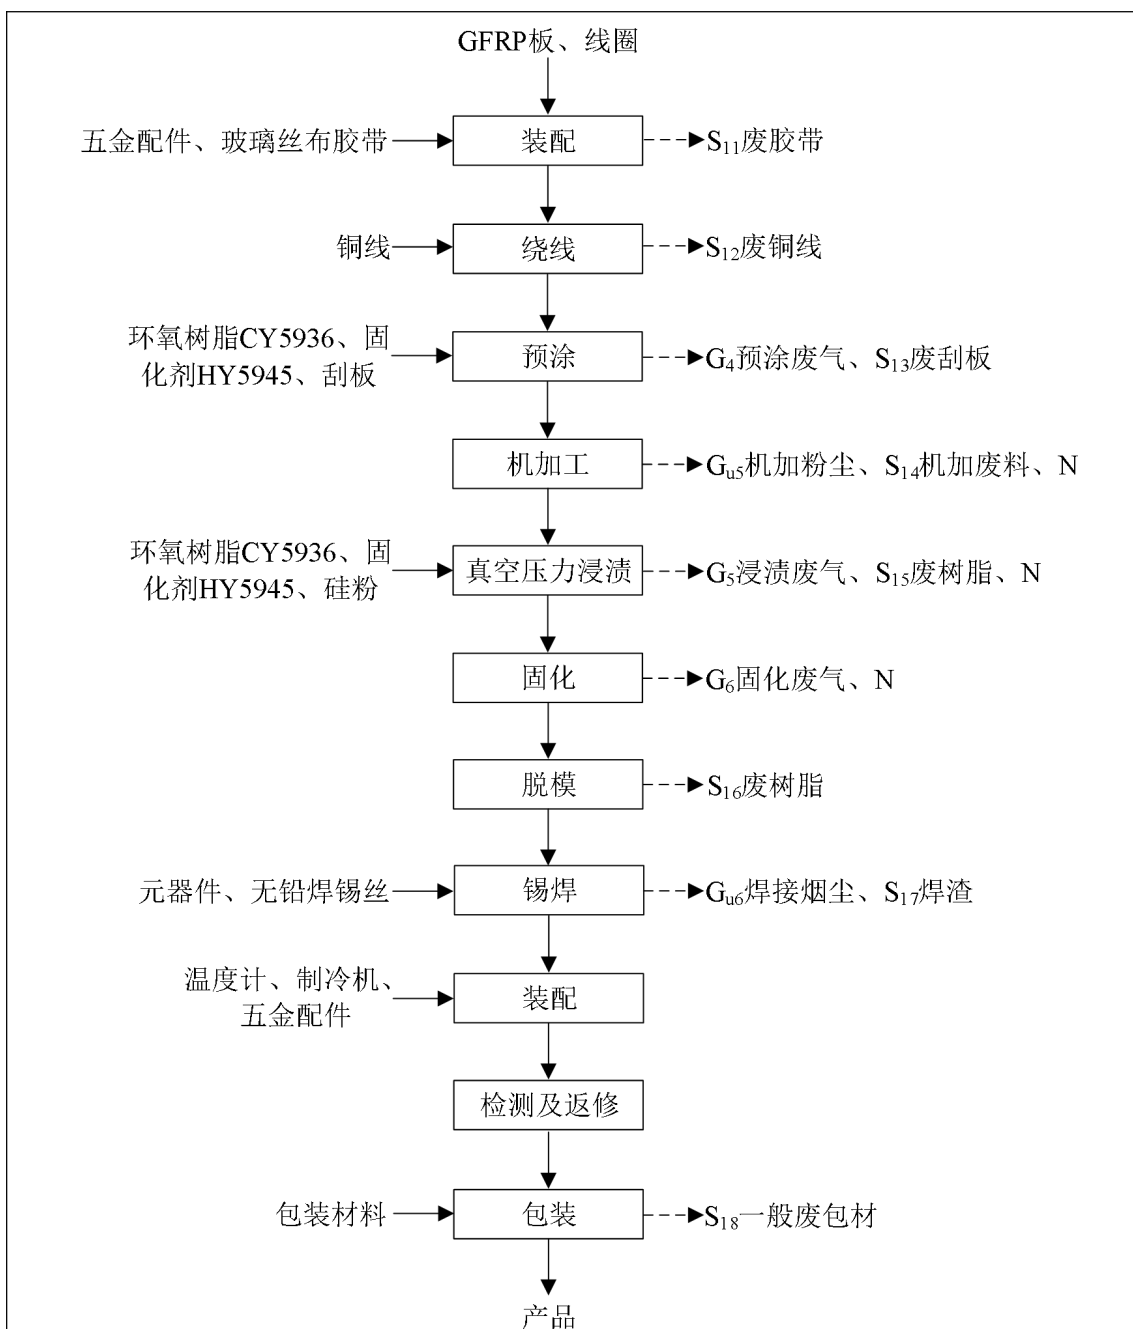 GFRP板、线圈
五金配件、玻璃丝布胶带
装配
S11废胶带
铜线
绕线
S12废铜线
环氧树脂CY5936、固
化剂HY5945、刮板
预涂
G4预涂废气、S13废刮板
机加工
Gu5机加粉尘、S14机加废料、N
环氧树脂CY5936、固
化剂HY5945、硅粉
真空压力浸渍
G5浸渍废气、S15废树脂、N
固化
G6固化废气、N
脱模
S16废树脂
元器件、无铅焊锡丝
锡焊
Gu6焊接烟尘、S17焊渣
温度计、制冷机、
五金配件
装配
检测及返修
包装材料
包装
S18一般废包材
产品